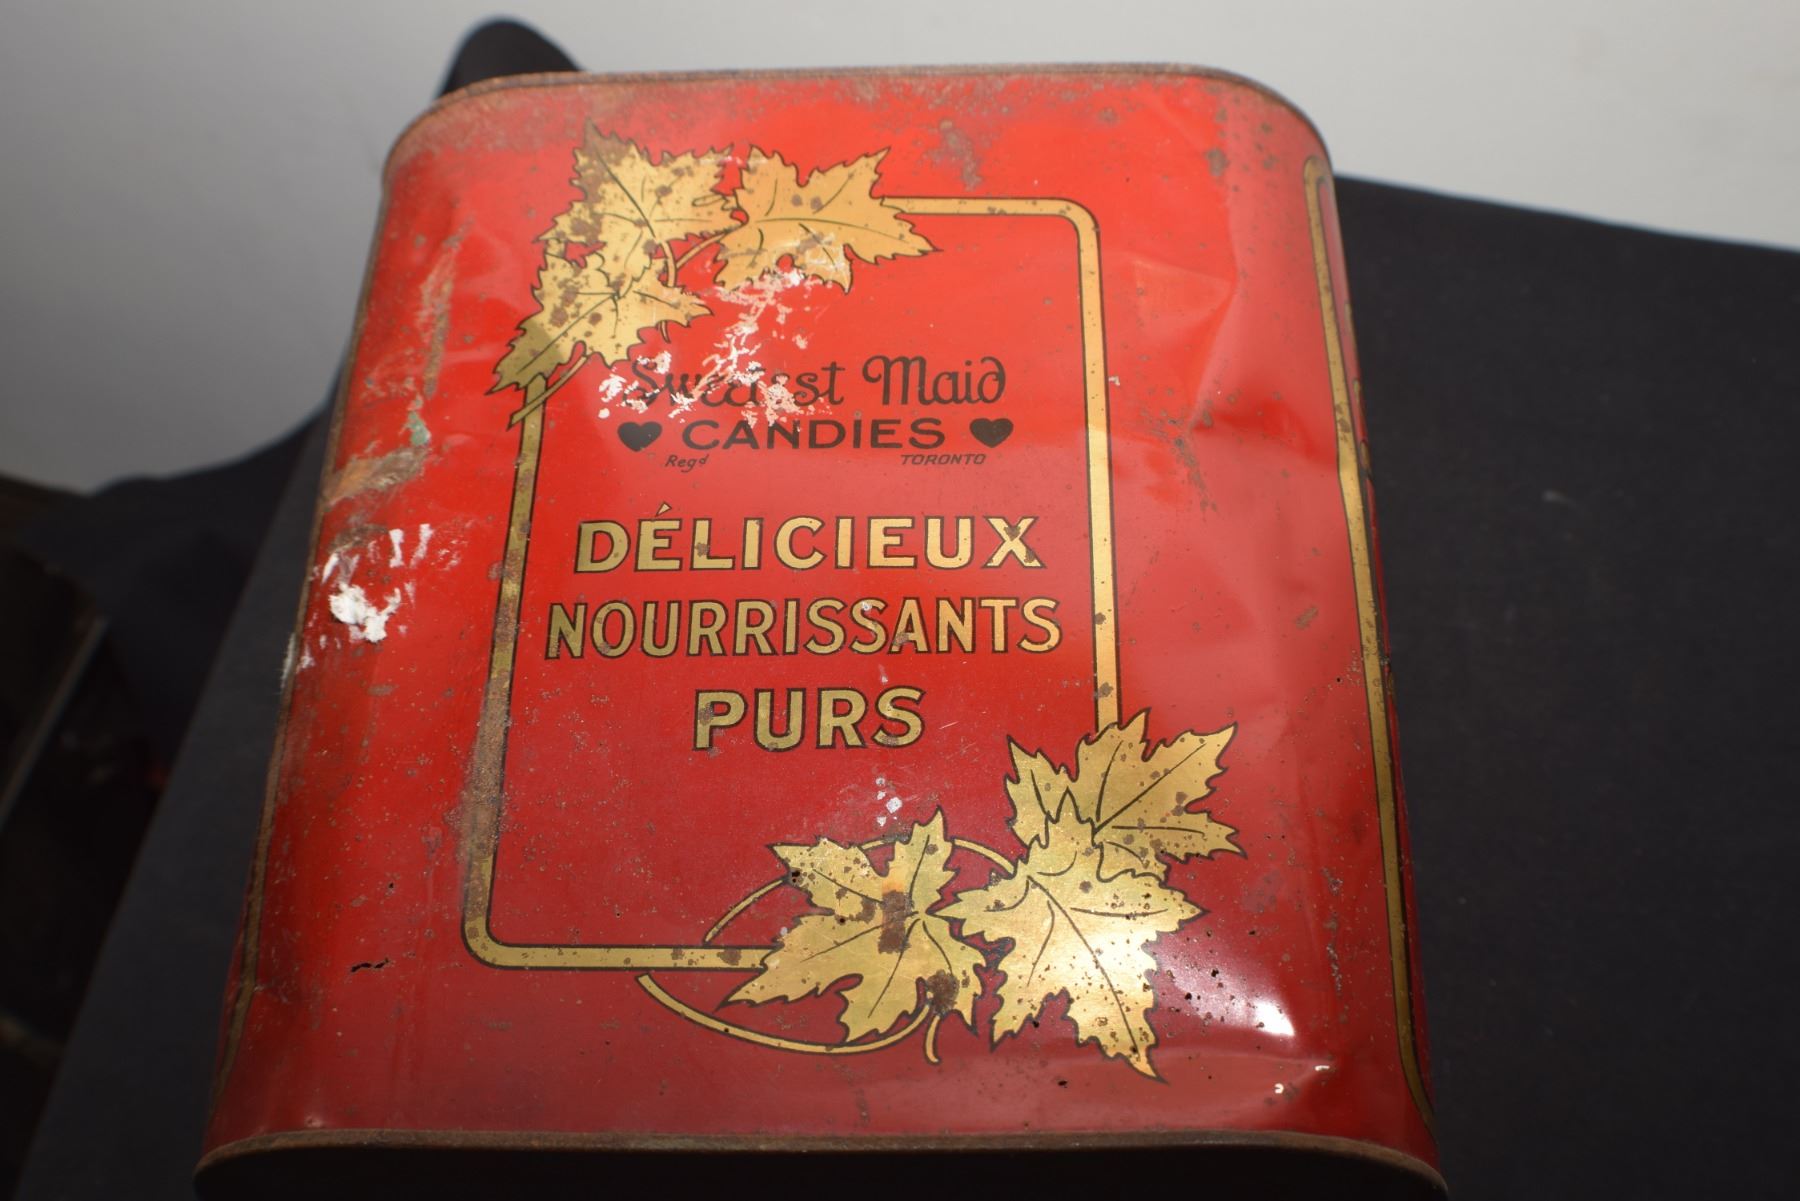 Sweetest Maid
CANDIES
Regd TORONTO
DÉLICIEUX
NOURRISSANTS
PURS